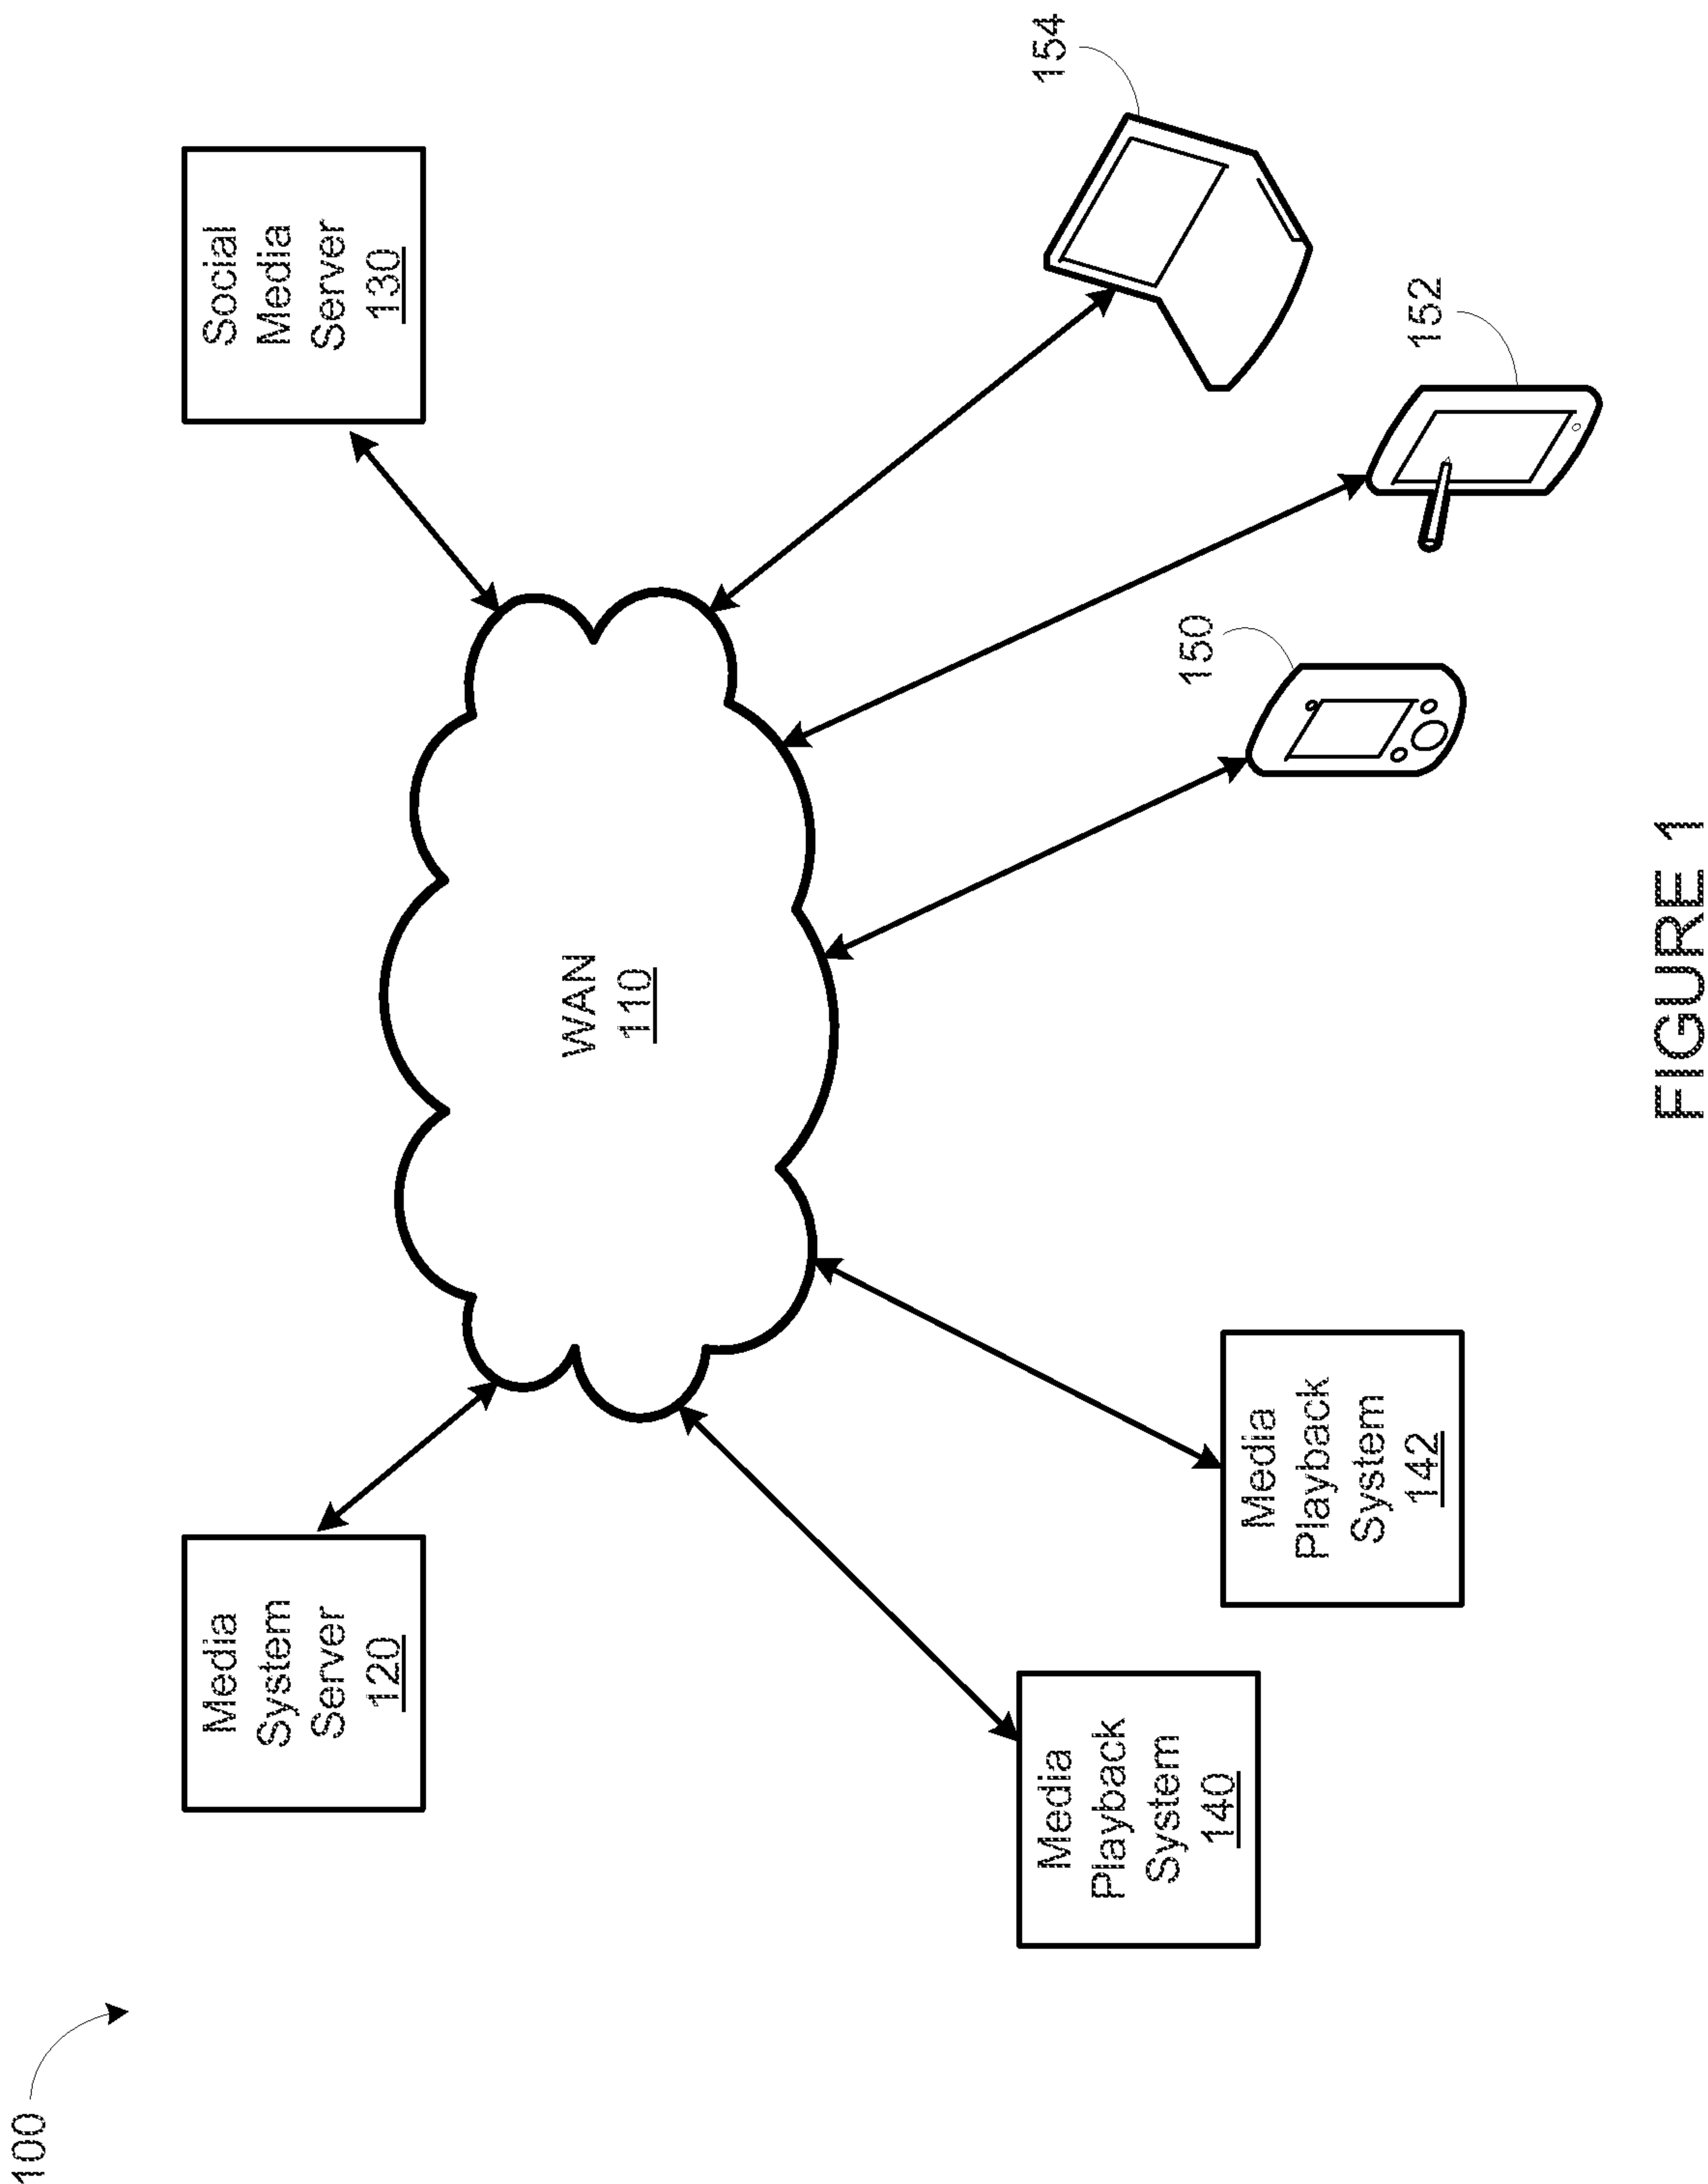 100
Media
System
Server
120
Social
Media
Server
130
WAN
110
Media
Playback
System
140
Media
Playback
System
142
150
152
154
FIGURE 1